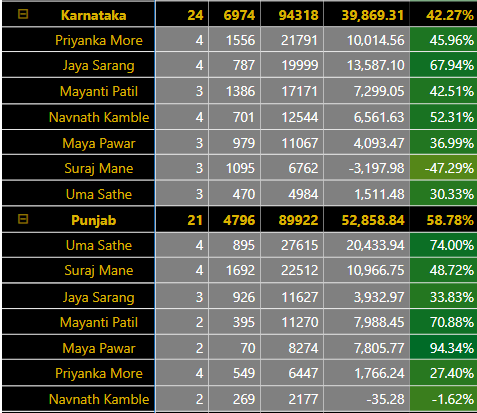 Karnataka 24 6974 94318 39,869.31 42.27%
Priyanka More 4 1556 21791 10,014.56 45.96%
Jaya Sarang 4 787 19999 13,587.10 67.94%
Mayanti Patil 3 1386 17171 7,299.05 42.51%
Navnath Kamble 4 701 12544 6,561.63 52.31%
Maya Pawar 3 979 11067 4,093.47 36.99%
Suraj Mane 3 1095 6762 -3,197.98 -47.29%
Uma Sathe 3 470 4984 1,511.48 30.33%
Punjab 21 4796 89922 52,858.84 58.78%
Uma Sathe 4 895 27615 20,433.94 74.00%
Suraj Mane 4 1692 22512 10,966.75 48.72%
Jaya Sarang 3 926 11627 3,932.97 33.83%
Mayanti Patil 2 395 11270 7,988.45 70.88%
Maya Pawar 2 70 8274 7,805.77 94.34%
Priyanka More 4 549 6447 1,766.24 27.40%
Navnath Kamble 2 269 2177 -35.28 -1.62%